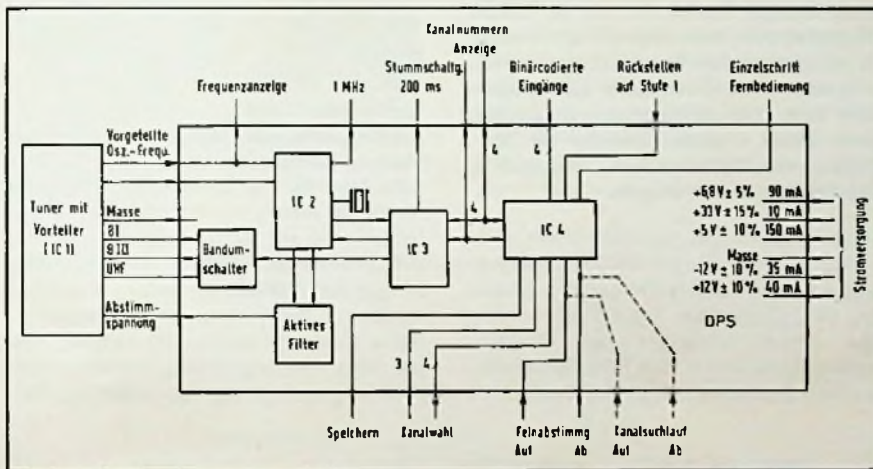 Kanalnummern
Anzeige
Frequenzanzeige
1 MHz
Stummschaltg.
200 ms
Binärcodierte
Eingänge
Rückstellen
auf Stufe 1
Einzelschritt
Fernbedienung
Vorgeteilte
Osz.-Frequ.
4
4
Tuner mit
Vorteiler
(IC 1)
IC 2
4
+6,8 V ± 5% 90 mA
+33 V ± 15% 10 mA
+5 V ± 10% 150 mA
Masse
-12 V ± 10% 35 mA
+12 V ± 10% 40 mA
Stromversorgung
Masse
B I
B III
UHF
Bandum-
schalter
IC 3
IC 4
DPS
Abstimm-
spannung
Aktives
Filter
3
4
Speichern
Kanalwahl
Feinabstimmg
Auf
Ab
Kanalsuchlauf
Auf
Ab